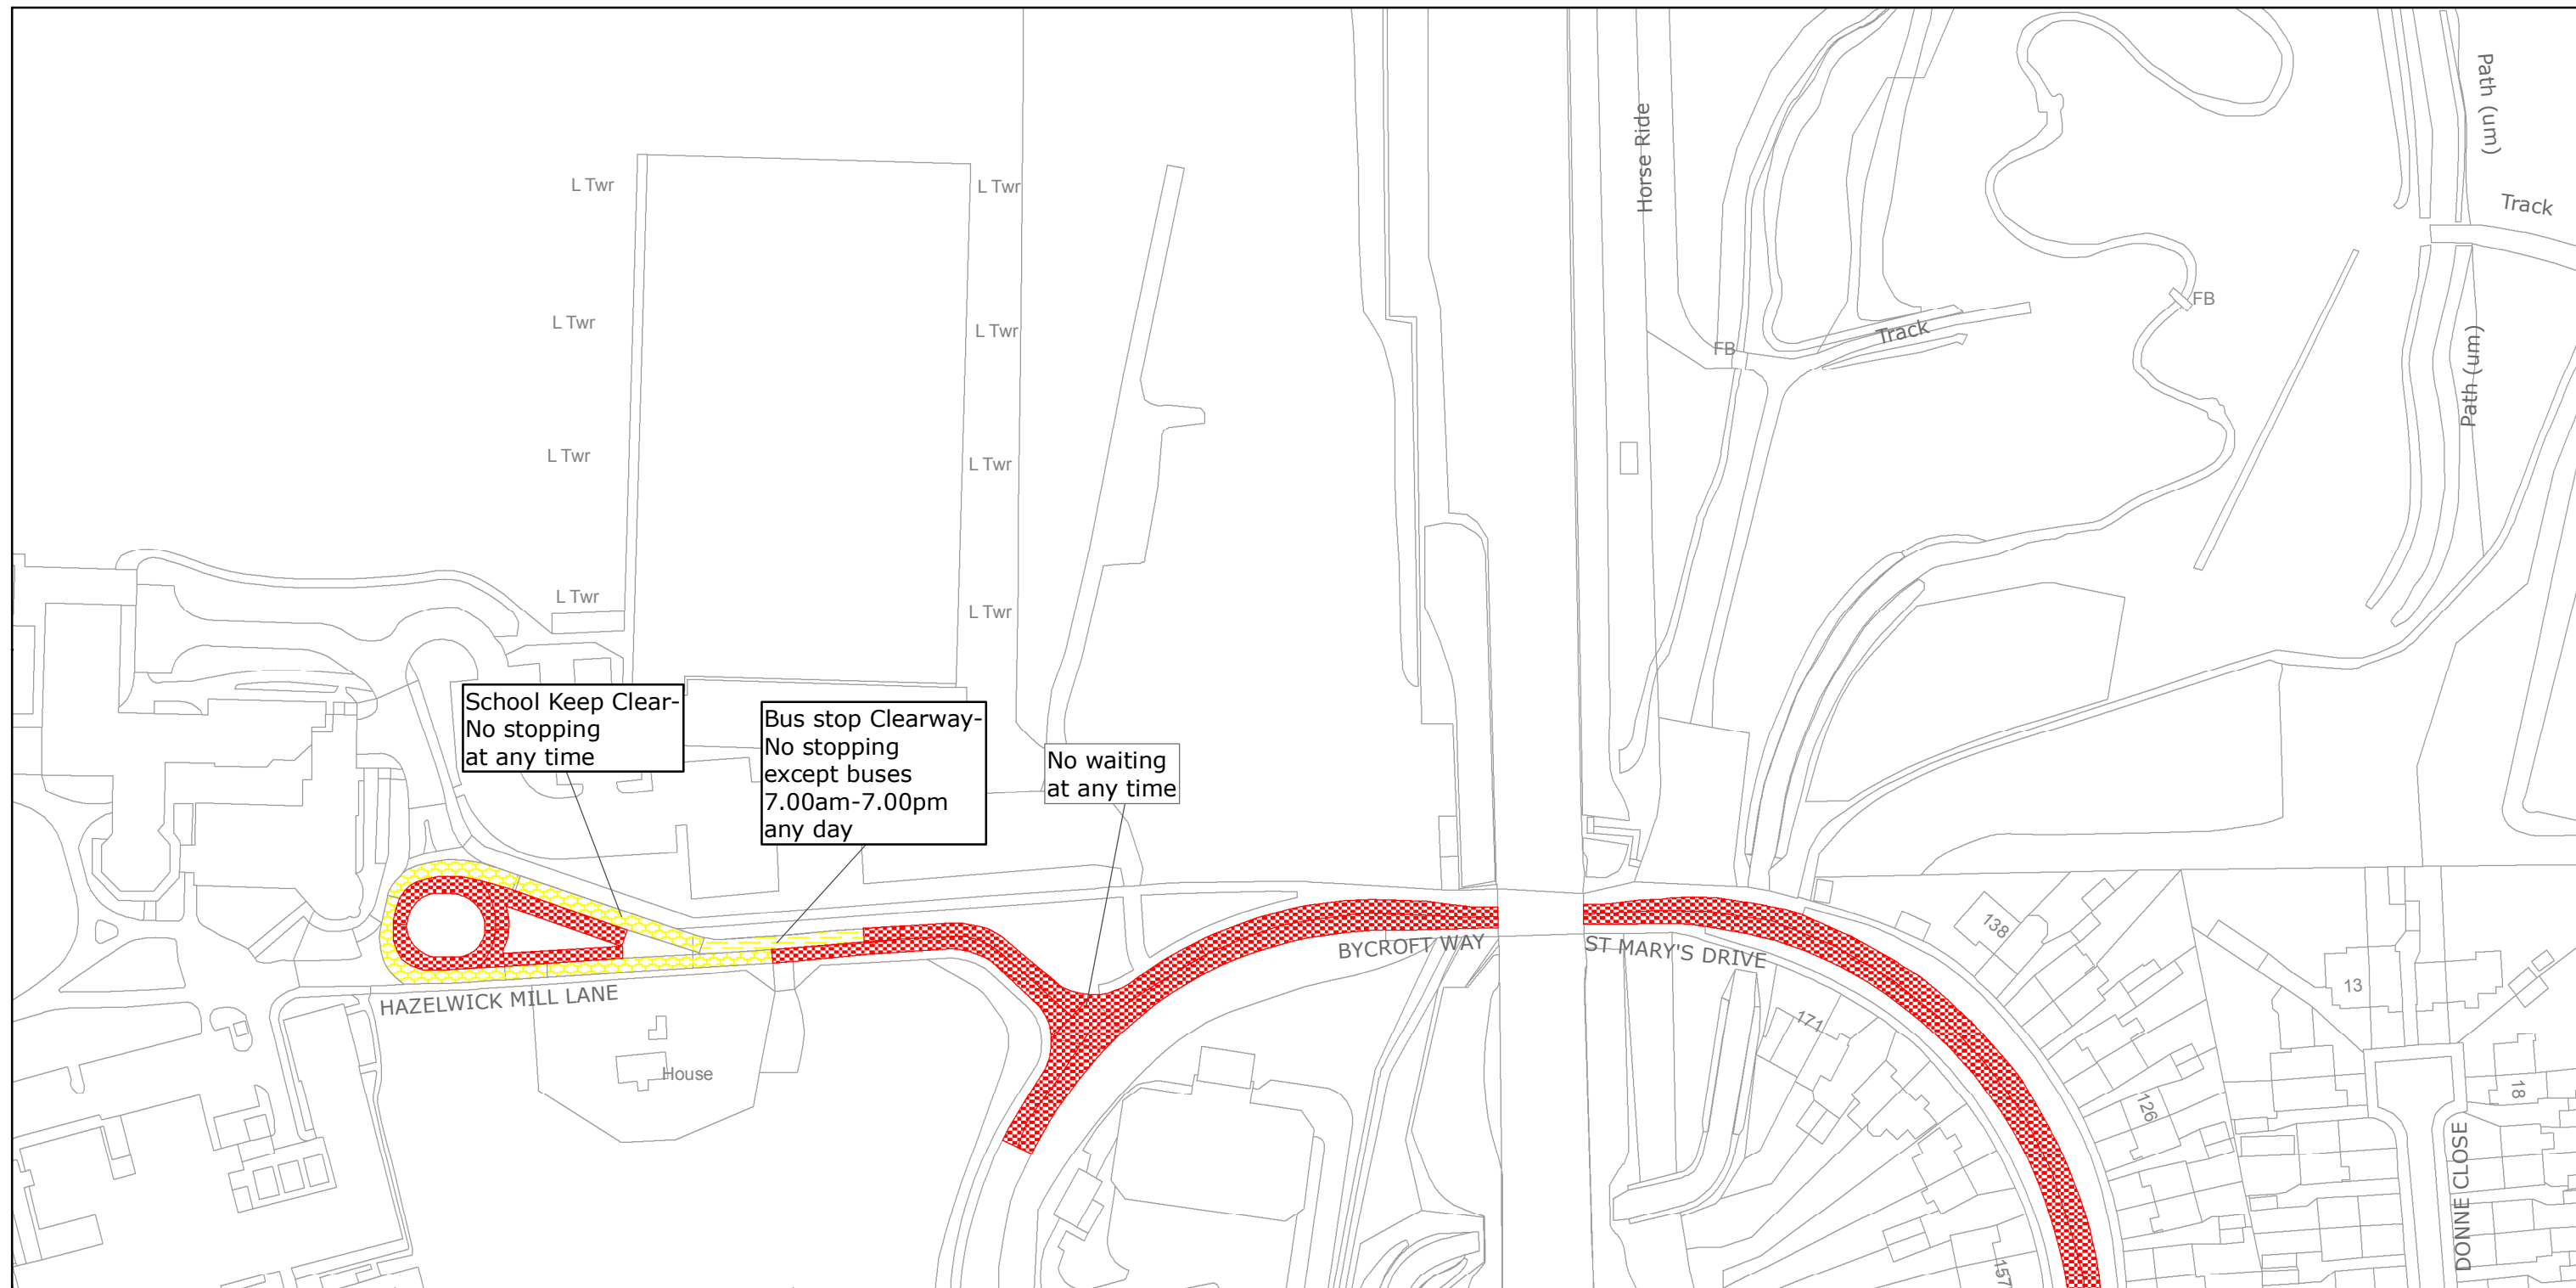 Path (um)
Horse Ride
L Twr
L Twr
Track
FB
L Twr
L Twr
Track
FB
Path (um)
L Twr
L Twr
L Twr
L Twr
School Keep Clear-
No stopping
at any time
Bus stop Clearway-
No stopping
except buses
7.00am-7.00pm
any day
No waiting
at any time
138
BYCROFT WAY
ST MARY'S DRIVE
HAZELWICK MILL LANE
13
171
House
126
18
DONNE CLOSE
157